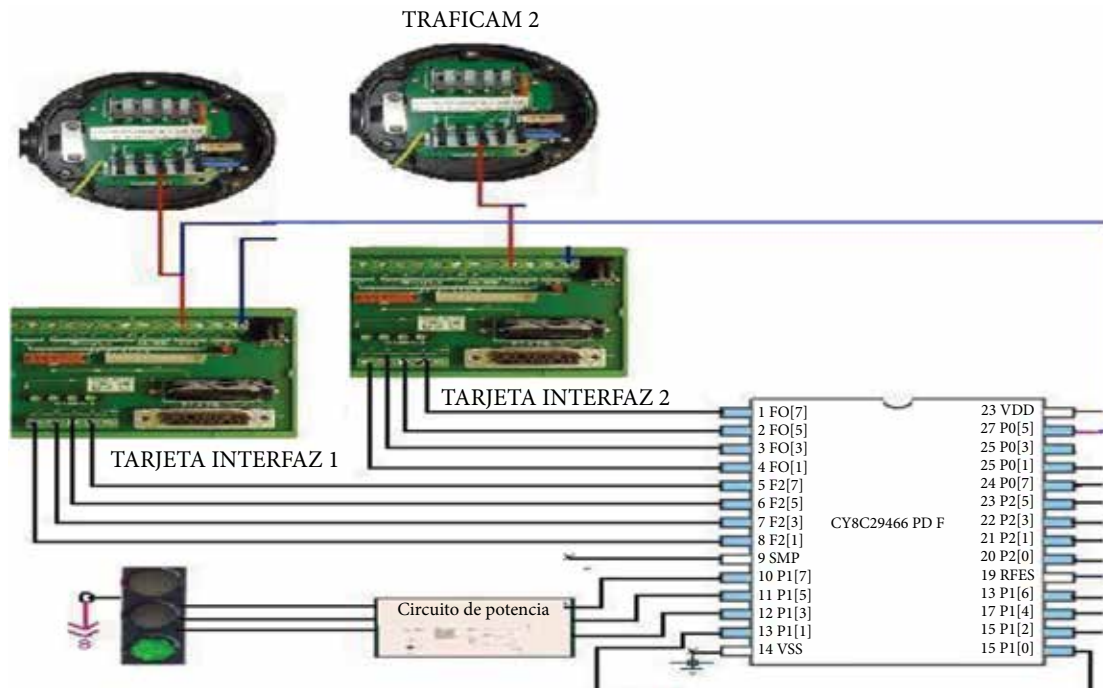 TRAFICAM 2
TARJETA INTERFAZ 2
TARJETA INTERFAZ 1
1 FO[7]
2 FO[5]
3 FO[3]
4 FO[1]
5 F2[7]
6 F2[5]
7 F2[3]
8 F2[1]
9 SMP
10 P1[7]
11 P1[5]
12 P1[3]
13 P1[1]
14 VSS
CY8C29466 PD F
23 VDD
27 P0[5]
25 P0[3]
25 P0[1]
24 P0[7]
23 P2[5]
22 P2[3]
21 P2[1]
20 P2[0]
19 RFES
13 P1[6]
17 P1[4]
15 P1[2]
15 P1[0]
Circuito de potencia
8